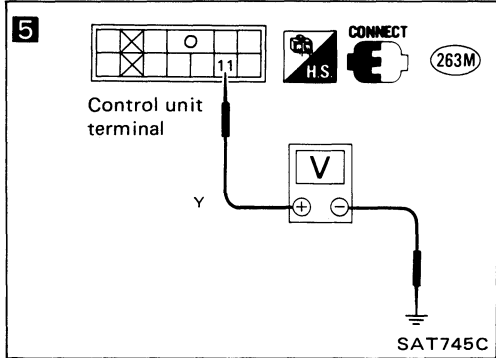 5
CONNECT
H.S.
263M
11
Control unit
terminal
V
Y
SAT745C